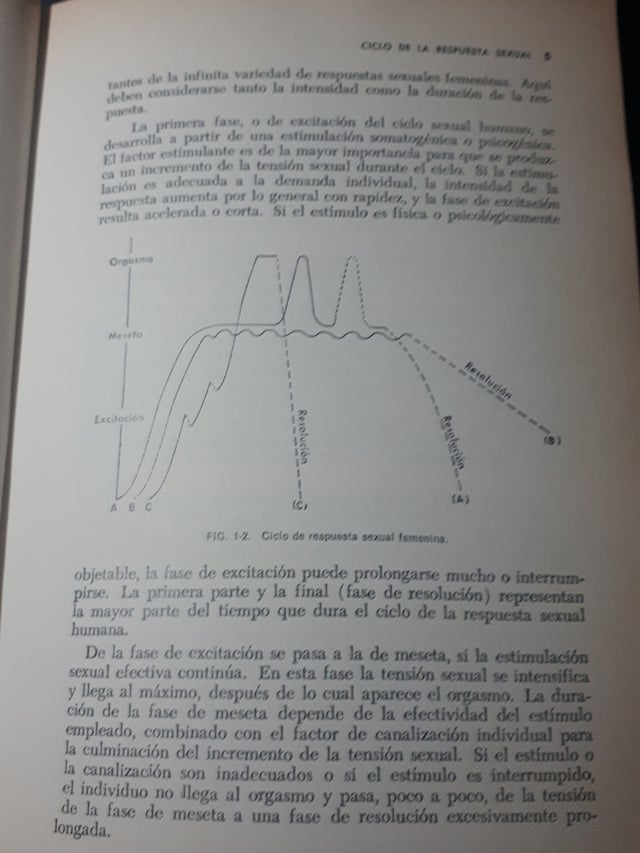 CICLO DE LA RESPUESTA SEXUAL 5
tantes de la infinita variedad de respuestas sexuales femeninas. Aquí
deben considerarse tanto la intensidad como la duración de la res-
puesta.
La primera fase, o de excitación del ciclo sexual humano, se
desarrolla a partir de una estimulación somatogénica o psicogénica.
El factor estimulante es de la mayor importancia para que se produz-
ca un incremento de la tensión sexual durante el ciclo. Si la estimu-
lación es adecuada a la demanda individual, la intensidad de la
respuesta aumenta por lo general con rapidez, y la fase de excitación
resulta acelerada o corta. Si el estímulo es física o psicológicamente
Orgasmo
Meseta
Excitación
A B C
Resolución
(C)
Resolución
(A)
Resolución
(B)
FIG. 1-2. Ciclo de respuesta sexual femenina.
objetable, la fase de excitación puede prolongarse mucho o interrum-
pirse. La primera parte y la final (fase de resolución) representan
la mayor parte del tiempo que dura el ciclo de la respuesta sexual
humana.
De la fase de excitación se pasa a la de meseta, si la estimulación
sexual efectiva continúa. En esta fase la tensión sexual se intensifica
y llega al máximo, después de lo cual aparece el orgasmo. La dura-
ción de la fase de meseta depende de la efectividad del estímulo
empleado, combinado con el factor de canalización individual para
la culminación del incremento de la tensión sexual. Si el estímulo o
la canalización son inadecuados o si el estímulo es interrumpido,
el individuo no llega al orgasmo y pasa, poco a poco, de la tensión
de la fase de meseta a una fase de resolución excesivamente pro-
longada.